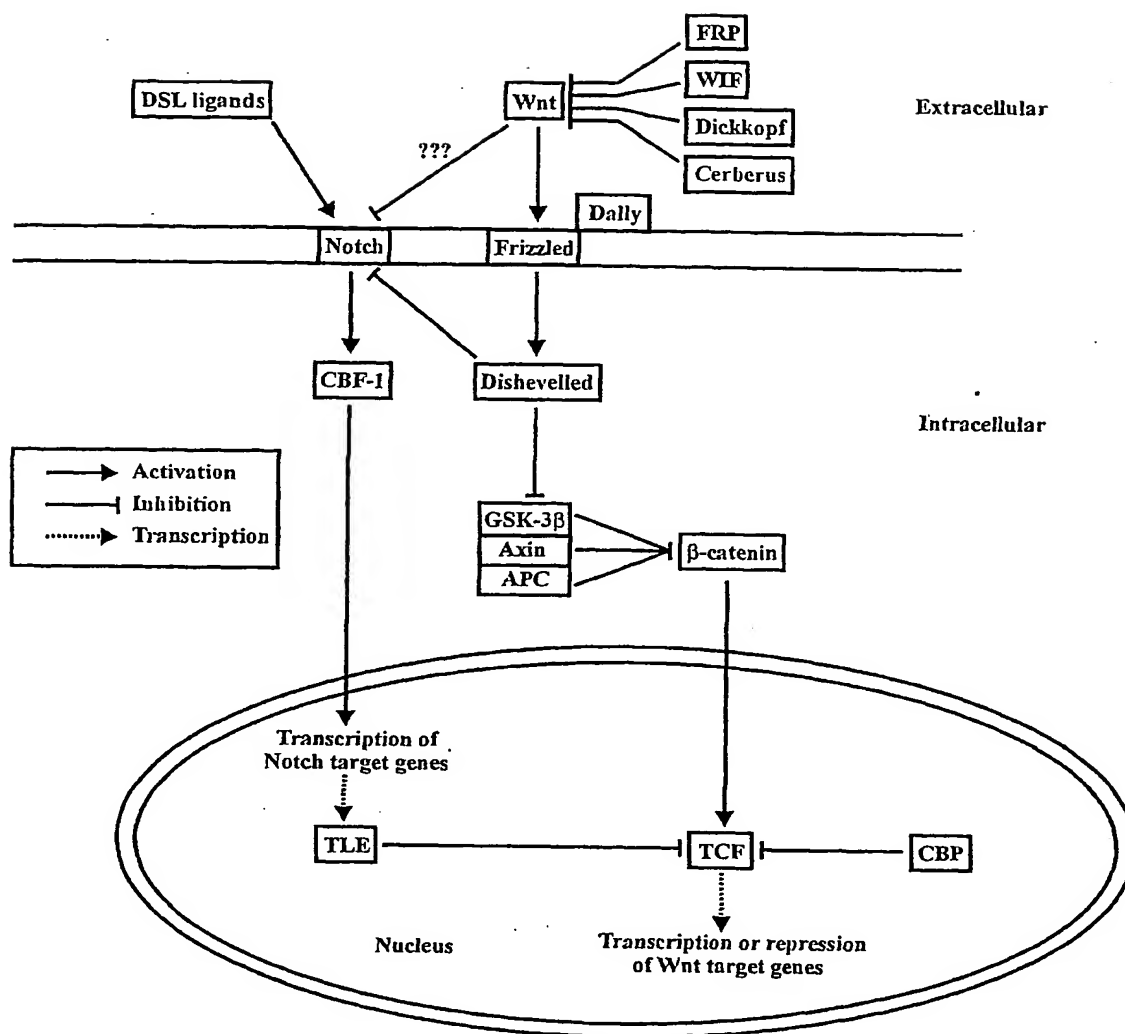 FRP
WIF
DSL ligands
Wnt
Extracellular
Dickkopf
???
Cerberus
Dally
Notch
Frizzled
CBF-1
Dishevelled
Intracellular
Activation
Inhibition
Transcription
GSK-3β
Axin
β-catenin
APC
Transcription of
Notch target genes
TLE
TCF
CBP
Nucleus
Transcription or repression
of Wnt target genes